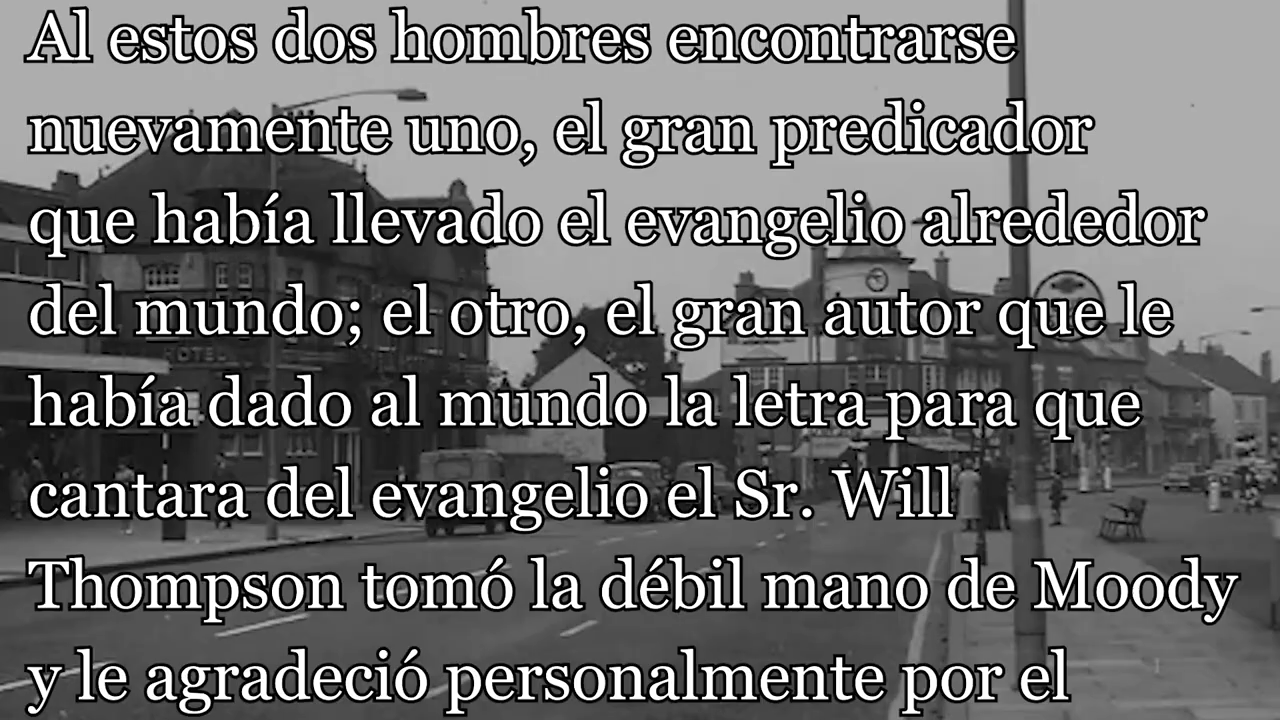 Al estos dos hombres encontrarse
nuevamente uno, el gran predicador
que había llevado el evangelio alrededor
del mundo; el otro, el gran autor que le
había dado al mundo la letra para que
cantara del evangelio el Sr. Will
Thompson tomó la débil mano de Moody
y le agradeció personalmente por el
HOTEL